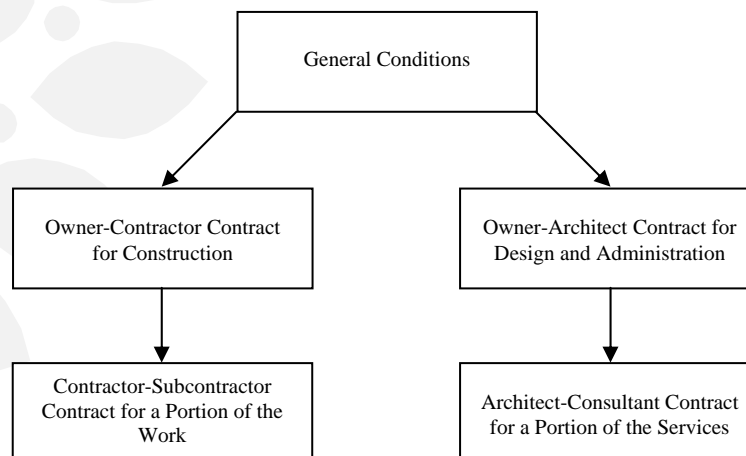 General Conditions
Owner-Contractor Contract
for Construction
Owner-Architect Contract for
Design and Administration
Contractor-Subcontractor
Contract for a Portion of the
Work
Architect-Consultant Contract
for a Portion of the Services